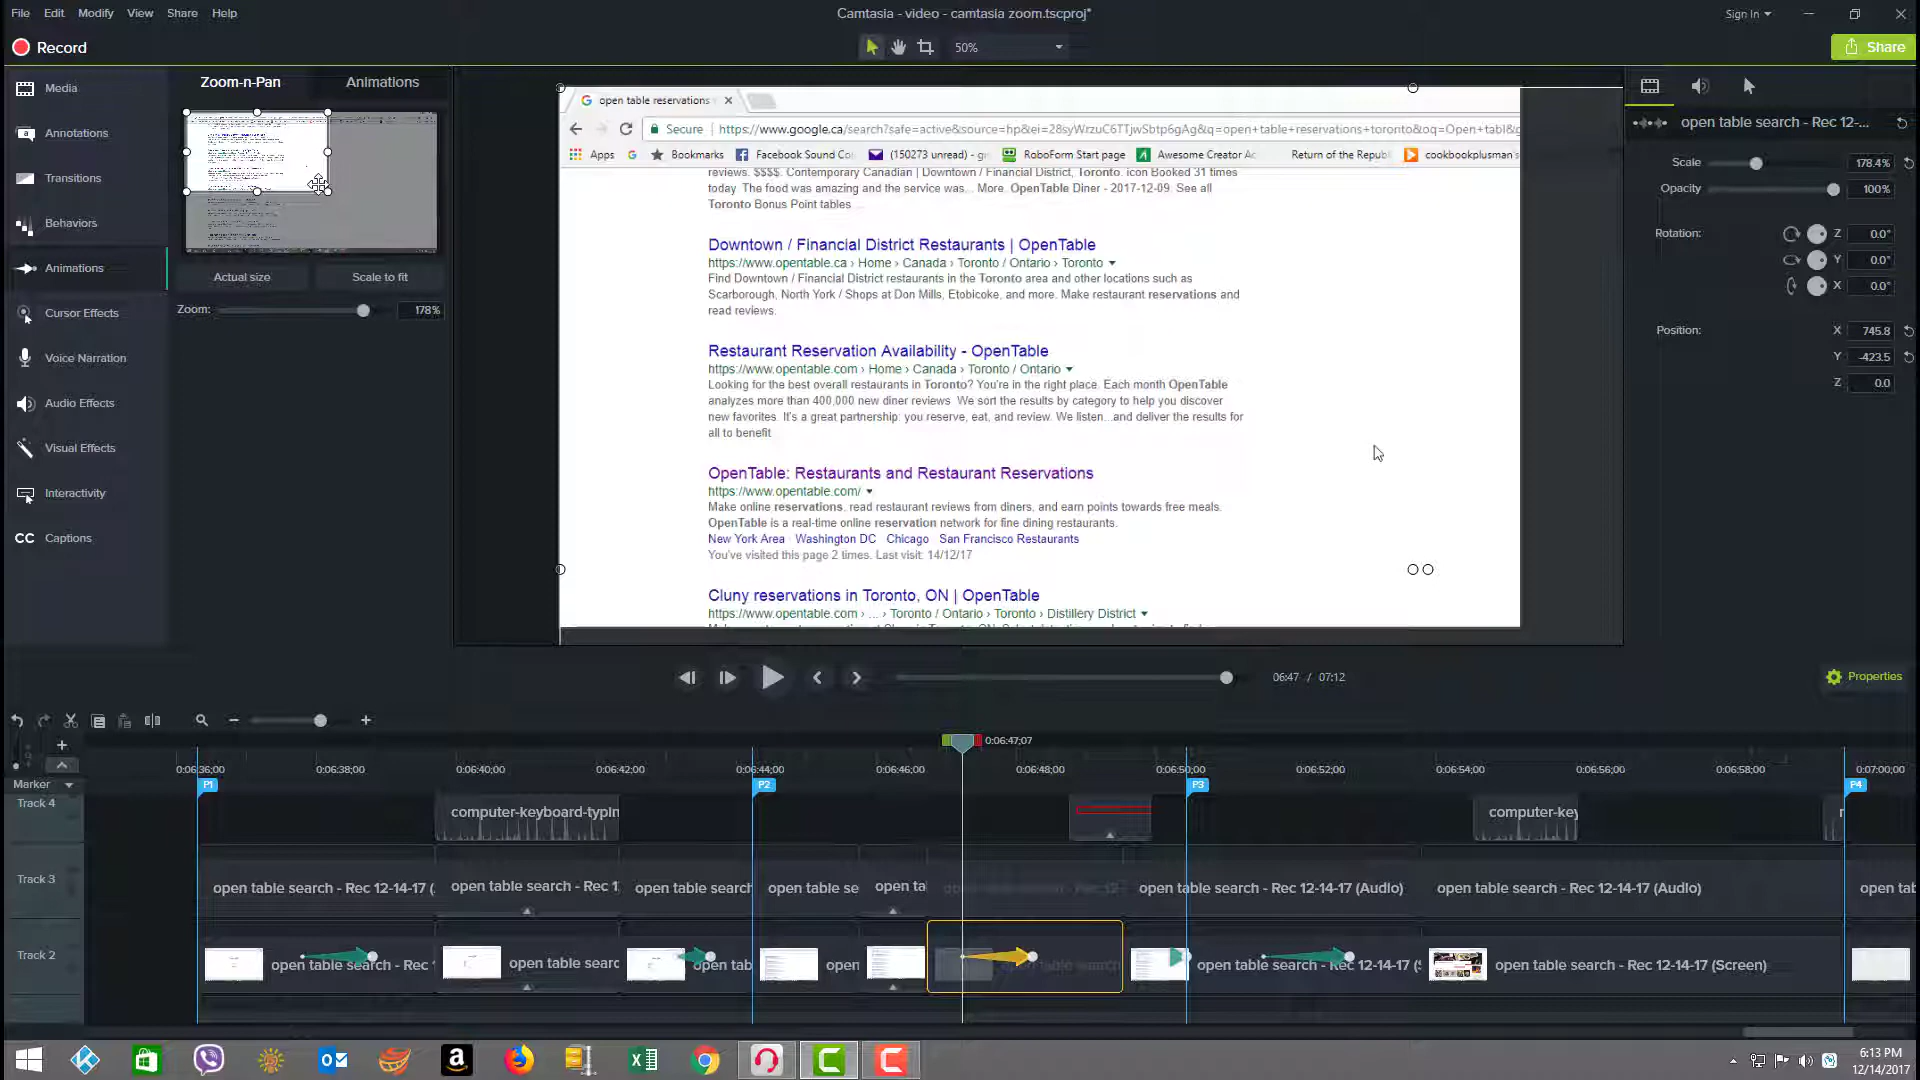 File Edit Modify View Share Help
Camtasia - video - camtasia zoom.tscproj*
Sign In
Record
50%
Share
Media
Annotations
Transitions
Behaviors
Animations
Cursor Effects
Voice Narration
Audio Effects
Visual Effects
Interactivity
CC Captions
Zoom-n-Pan Animations
Actual size Scale to fit
Zoom: 178%
open table reservations
Secure https://www.google.ca/search?safe=active&source=hp&ei=28syWrzuC6TTjwSbtp6gAg&q=open+table+reservations+toronto&oq=Open+tabl&
Apps Bookmarks Facebook Sound Co (150273 unread) - RoboForm Start page Awesome Creator Ac Return of the Repub cookbookplusman's
reviews. $$$$. Contemporary Canadian | Downtown / Financial District, Toronto. icon Booked 31 times
today. The food was amazing and the service was... More. OpenTable Diner - 2017-12-09. See all
Toronto Bonus Point tables ...
Downtown / Financial District Restaurants | OpenTable
https://www.opentable.ca › Home › Canada › Toronto / Ontario › Toronto
Find Downtown / Financial District restaurants in the Toronto area and other locations such as
Scarborough, North York / Shops at Don Mills, Etobicoke, and more. Make restaurant reservations and
read reviews.
Restaurant Reservation Availability - OpenTable
https://www.opentable.com › Home › Canada › Toronto / Ontario
Looking for the best overall restaurants in Toronto? You're in the right place. Each month OpenTable
analyzes more than 400,000 new diner reviews. We sort the results by category to help you discover
new favorites. It's a great partnership: you reserve, eat, and review. We listen...and deliver the results for
all to benefit
OpenTable: Restaurants and Restaurant Reservations
https://www.opentable.com/
Make online reservations, read restaurant reviews from diners, and earn points towards free meals.
OpenTable is a real-time online reservation network for fine dining restaurants.
New York Area · Washington DC · Chicago · San Francisco Restaurants
You've visited this page 2 times. Last visit: 14/12/17
Cluny reservations in Toronto, ON | OpenTable
https://www.opentable.com › ... › Toronto / Ontario › Toronto › Distillery District
open table search - Rec 12-...
Scale 178.4%
Opacity 100%
Rotation: Z 0.0°
Y 0.0°
X 0.0°
Position: X 745.8
Y -423.5
Z 0.0
06:47 / 07:12
Properties
0:06:47;07
0:06:36;00 0:06:38;00 0:06:40;00 0:06:42;00 0:06:44;00 0:06:46;00 0:06:48;00 0:06:50;00 0:06:52;00 0:06:54;00 0:06:56;00 0:06:58;00 0:07:00;00
Marker P1 P2 P3 P4
Track 4 computer-keyboard-typin computer-key
Track 3 open table search - Rec 12-14-17 (. open table search - Rec 1 open table search open table se open ta open table search - Rec 12-14-17 (Audio) open table search - Rec 12-14-17 (Audio) open tab
Track 2 open table search - Rec open table searc open tab open open table search - Rec 12-14-17 (S open table search - Rec 12-14-17 (Screen)
6:13 PM
12/14/2017